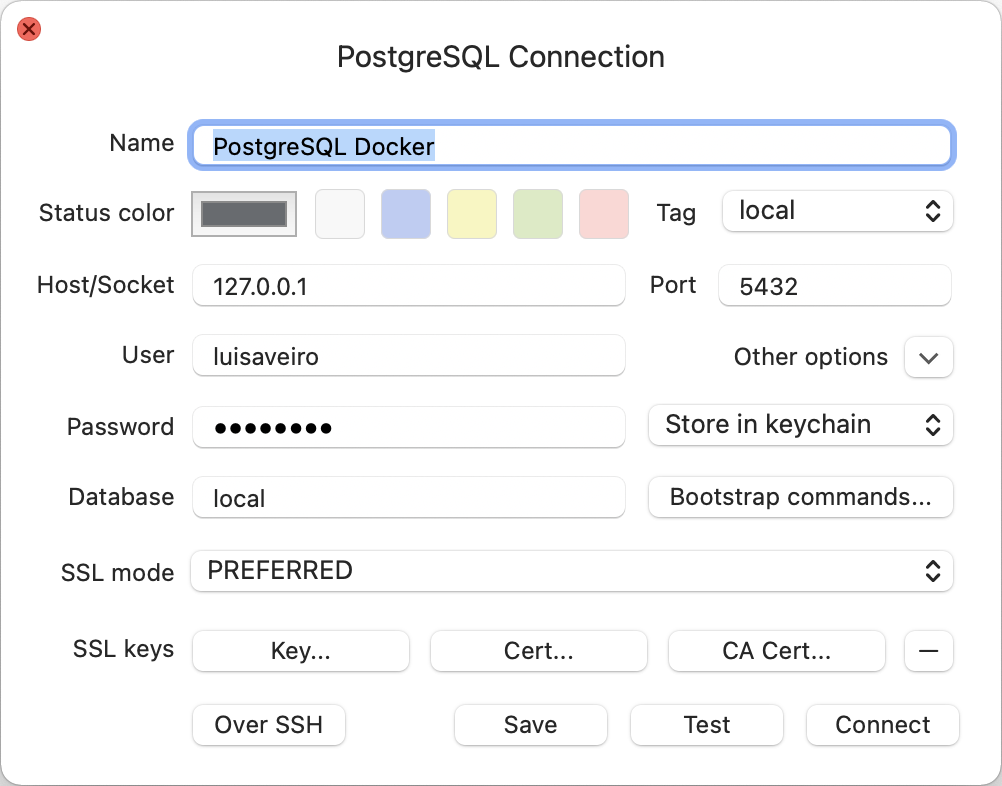 PostgreSQL Connection
Name PostgreSQL Docker
Status color Tag local
Host/Socket 127.0.0.1 Port 5432
User luisaveiro Other options
Password ●●●●●●●● Store in keychain
Database local Bootstrap commands...
SSL mode PREFERRED
SSL keys Key... Cert... CA Cert... —
Over SSH Save Test Connect